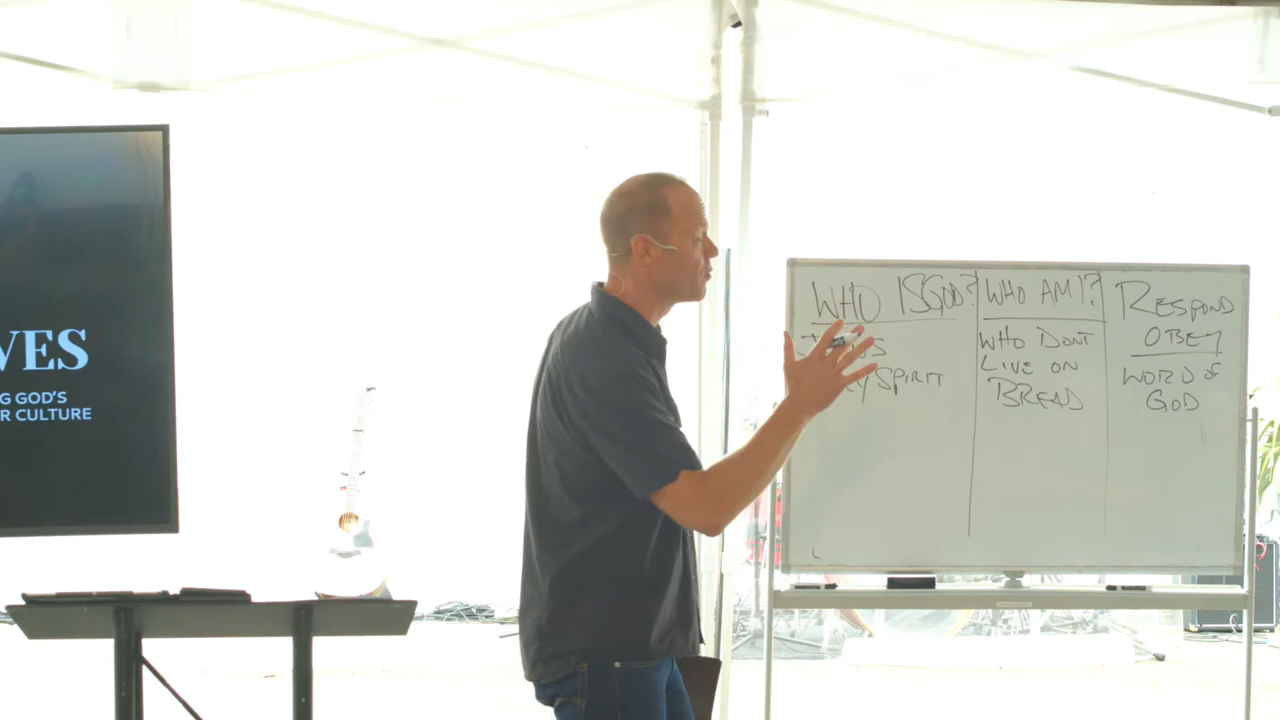 VES
G GOD'S
R CULTURE
WHO IS GOD?
SPIRIT
WHO AM I?
WHO DONT
LIVE ON
BREAD
RESPOND
OBEY
WORD OF
GOD